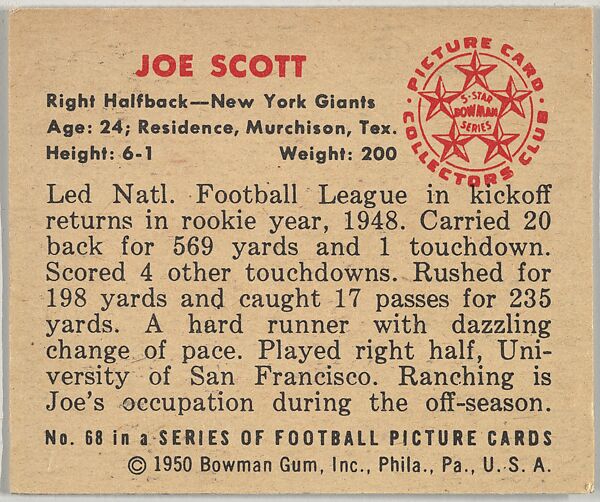 JOE SCOTT
PICTURE CARD
COLLECTORS CLUB
5-STAR
BOWMAN
SERIES
Right Halfback—New York Giants
Age: 24; Residence, Murchison, Tex.
Height: 6-1 Weight: 200
Led Natl. Football League in kickoff
returns in rookie year, 1948. Carried 20
back for 569 yards and 1 touchdown.
Scored 4 other touchdowns. Rushed for
198 yards and caught 17 passes for 235
yards. A hard runner with dazzling
change of pace. Played right half, Uni-
versity of San Francisco. Ranching is
Joe's occupation during the off-season.
No. 68 in a SERIES OF FOOTBALL PICTURE CARDS
© 1950 Bowman Gum, Inc., Phila., Pa., U. S. A.